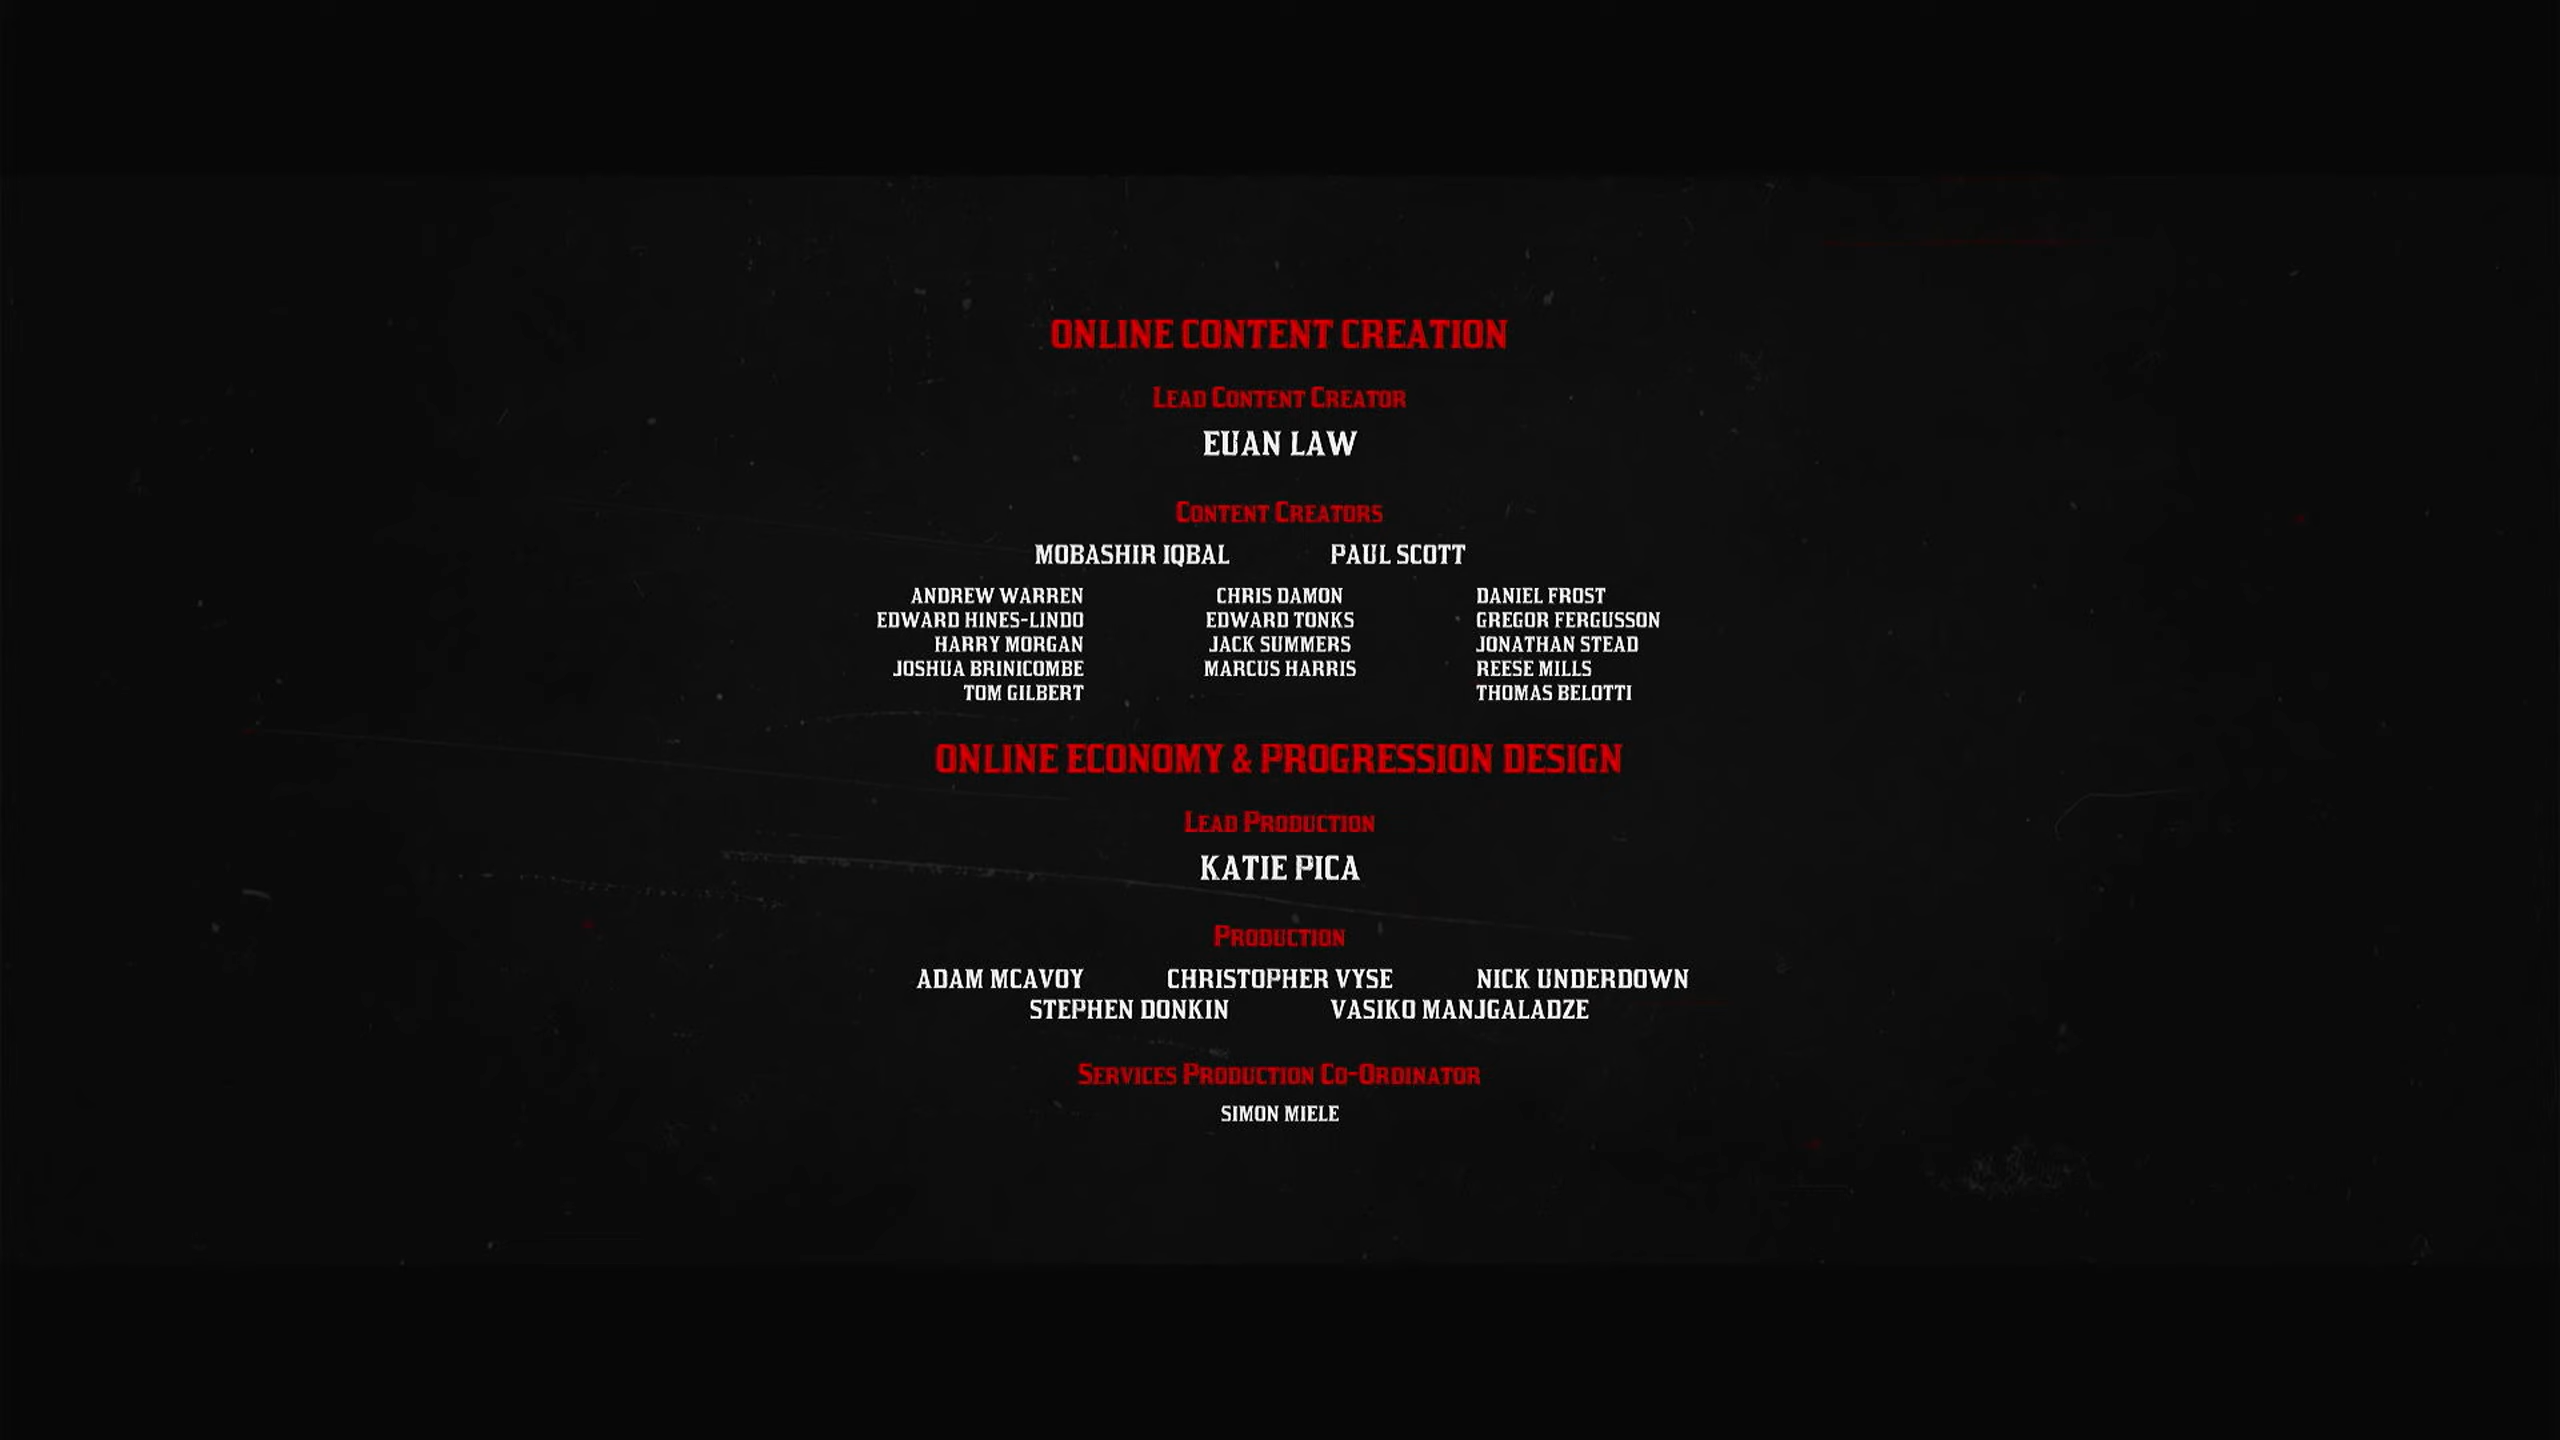 ONLINE CONTENT CREATION
LEAD CONTENT CREATOR
EUAN LAW
CONTENT CREATORS
MOBASHIR IQBAL PAUL SCOTT
ANDREW WARREN CHRIS DAMON DANIEL FROST
EDWARD HINES-LINDO EDWARD TONKS GREGOR FERGUSSON
HARRY MORGAN JACK SUMMERS JONATHAN STEAD
JOSHUA BRINICOMBE MARCUS HARRIS REESE MILLS
TOM GILBERT THOMAS BELOTTI
ONLINE ECONOMY & PROGRESSION DESIGN
LEAD PRODUCTION
KATIE PICA
PRODUCTION
ADAM MCAVOY CHRISTOPHER VYSE NICK UNDERDOWN
STEPHEN DONKIN VASIKO MANJGALADZE
SERVICES PRODUCTION CO-ORDINATOR
SIMON MIELE